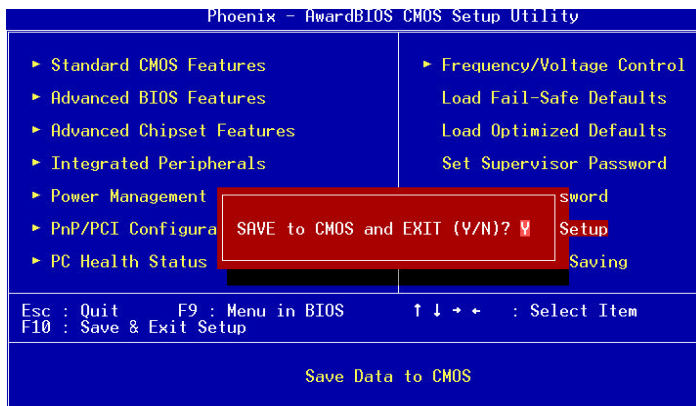 Phoenix - AwardBIOS CMOS Setup Utility
► Standard CMOS Features
► Advanced BIOS Features
► Advanced Chipset Features
► Integrated Peripherals
► Power Management
► PnP/PCI Configura
► PC Health Status
► Frequency/Voltage Control
Load Fail-Safe Defaults
Load Optimized Defaults
Set Supervisor Password
sword
Setup
Saving
SAVE to CMOS and EXIT (Y/N)? Y
Esc : Quit F9 : Menu in BIOS ↑ ↓ → ← : Select Item
F10 : Save & Exit Setup
Save Data to CMOS